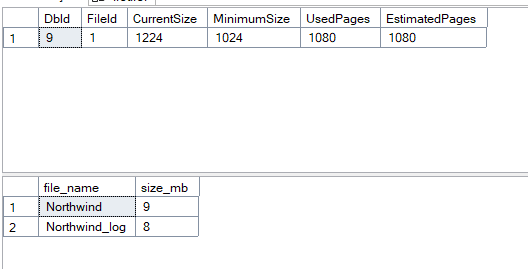 DbId FileId CurrentSize MinimumSize UsedPages EstimatedPages
1 9 1 1224 1024 1080 1080
file_name size_mb
1 Northwind 9
2 Northwind_log 8